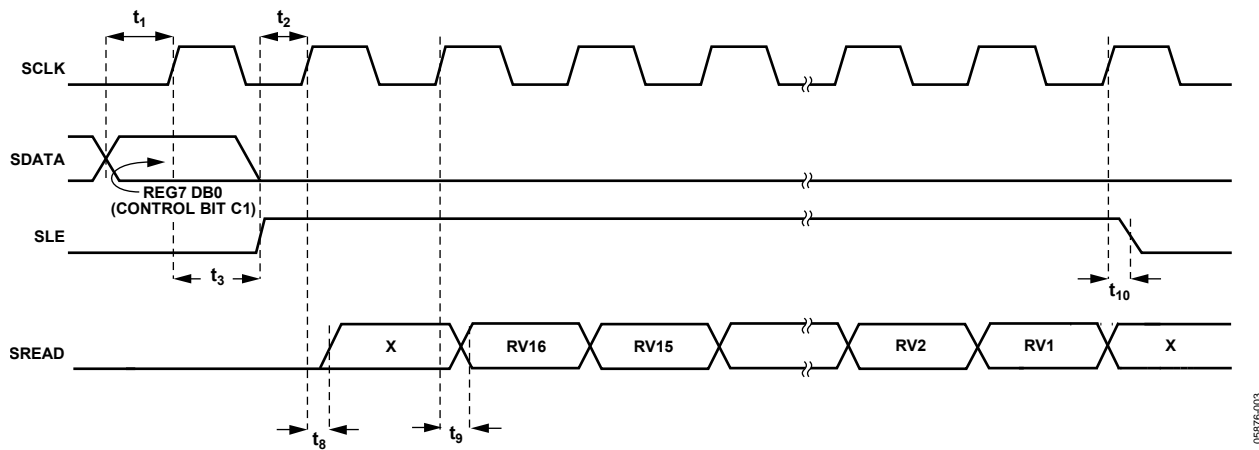 t1
t2
SCLK
SDATA
REG7 DB0
(CONTROL BIT C1)
SLE
t3
t10
SREAD
X
RV16
RV15
RV2
RV1
X
t8
t9
05876-003